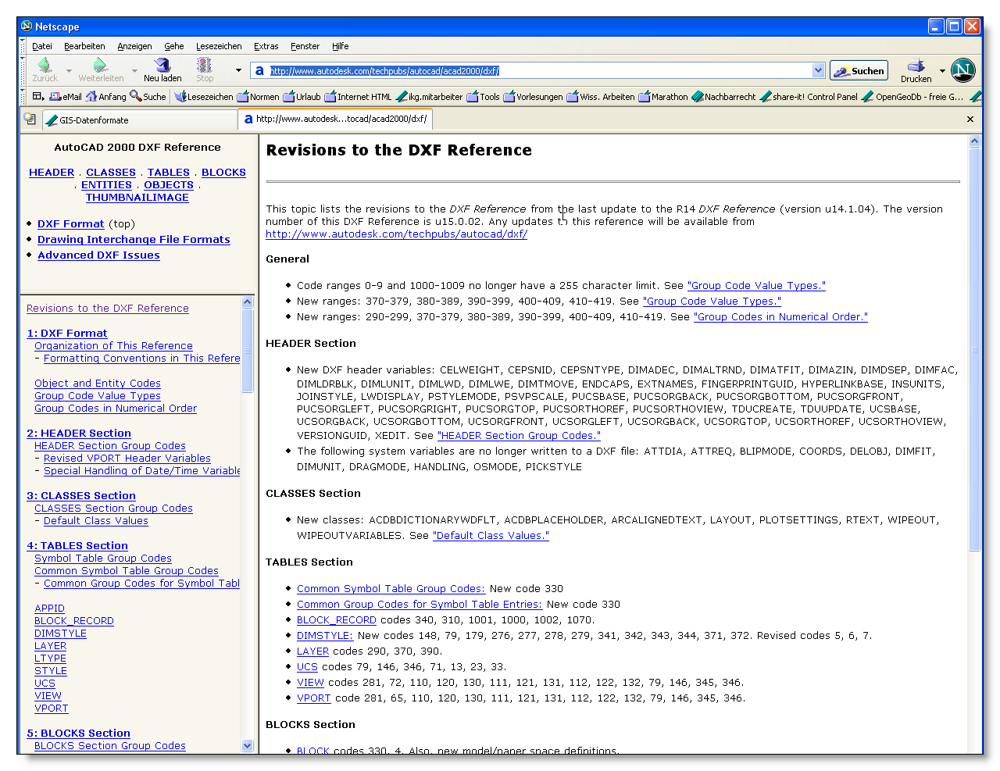 Netscape
Datei Bearbeiten Anzeigen Gehe Lesezeichen Extras Fenster Hilfe
Zurück Weiterleiten Neu laden Stop http://www.autodesk.com/techpubs/autocad/acad2000/dxf/ Suchen Drucken
eMail Anfang Suche Lesezeichen Normen Urlaub Internet HTML ikg.mitarbeiter Tools Vorlesungen Wiss. Arbeiten Marathon Nachbarrecht share-it! Control Panel OpenGeoDb - freie G...
GIS-Datenformate
http://www.autodesk...tocad/acad2000/dxf/
AutoCAD 2000 DXF Reference
HEADER . CLASSES . TABLES . BLOCKS
. ENTITIES . OBJECTS .
THUMBNAILIMAGE
• DXF Format (top)
• Drawing Interchange File Formats
• Advanced DXF Issues
Revisions to the DXF Reference
1: DXF Format
Organization of This Reference
- Formatting Conventions in This Refere
Object and Entity Codes
Group Code Value Types
Group Codes in Numerical Order
2: HEADER Section
HEADER Section Group Codes
- Revised VPORT Header Variables
- Special Handling of Date/Time Variable
3: CLASSES Section
CLASSES Section Group Codes
- Default Class Values
4: TABLES Section
Symbol Table Group Codes
Common Symbol Table Group Codes
- Common Group Codes for Symbol Tabl
APPID
BLOCK_RECORD
DIMSTYLE
LAYER
LTYPE
STYLE
UCS
VIEW
VPORT
5: BLOCKS Section
BLOCKS Section Group Codes
Revisions to the DXF Reference
This topic lists the revisions to the DXF Reference from the last update to the R14 DXF Reference (version u14.1.04). The version
number of this DXF Reference is u15.0.02. Any updates to this reference will be available from
http://www.autodesk.com/techpubs/autocad/dxf/
General
• Code ranges 0-9 and 1000-1009 no longer have a 255 character limit. See "Group Code Value Types."
• New ranges: 370-379, 380-389, 390-399, 400-409, 410-419. See "Group Code Value Types."
• New ranges: 290-299, 370-379, 380-389, 390-399, 400-409, 410-419. See "Group Codes in Numerical Order."
HEADER Section
• New DXF header variables: CELWEIGHT, CEPSNID, CEPSNTYPE, DIMADEC, DIMALTRND, DIMATFIT, DIMAZIN, DIMDSEP, DIMFAC,
DIMLDRBLK, DIMLUNIT, DIMLWD, DIMLWE, DIMTMOVE, ENDCAPS, EXTNAMES, FINGERPRINTGUID, HYPERLINKBASE, INSUNITS,
JOINSTYLE, LWDISPLAY, PSTYLEMODE, PSVPSCALE, PUCSBASE, PUCSORGBACK, PUCSORGBOTTOM, PUCSORGFRONT,
PUCSORGLEFT, PUCSORGRIGHT, PUCSORGTOP, PUCSORTHOREF, PUCSORTHOVIEW, TDUCREATE, TDUUPDATE, UCSBASE,
UCSORGBACK, UCSORGBOTTOM, UCSORGFRONT, UCSORGLEFT, UCSORGBACK, UCSORGTOP, UCSORTHOREF, UCSORTHOVIEW,
VERSIONGUID, XEDIT. See "HEADER Section Group Codes."
• The following system variables are no longer written to a DXF file: ATTDIA, ATTREQ, BLIPMODE, COORDS, DELOBJ, DIMFIT,
DIMUNIT, DRAGMODE, HANDLING, OSMODE, PICKSTYLE
CLASSES Section
• New classes: ACDBDICTIONARYWDFLT, ACDBPLACEHOLDER, ARCALIGNEDTEXT, LAYOUT, PLOTSETTINGS, RTEXT, WIPEOUT,
WIPEOUTVARIABLES. See "Default Class Values."
TABLES Section
• Common Symbol Table Group Codes: New code 330
• Common Group Codes for Symbol Table Entries: New code 330
• BLOCK_RECORD codes 340, 310, 1001, 1000, 1002, 1070.
• DIMSTYLE: New codes 148, 79, 179, 276, 277, 278, 279, 341, 342, 343, 344, 371, 372. Revised codes 5, 6, 7.
• LAYER codes 290, 370, 390.
• UCS codes 79, 146, 346, 71, 13, 23, 33.
• VIEW codes 281, 72, 110, 120, 130, 111, 121, 131, 112, 122, 132, 79, 146, 345, 346.
• VPORT code 281, 65, 110, 120, 130, 111, 121, 131, 112, 122, 132, 79, 146, 345, 346.
BLOCKS Section
• BLOCK codes 330, 4. Also, new model/paper space definitions.